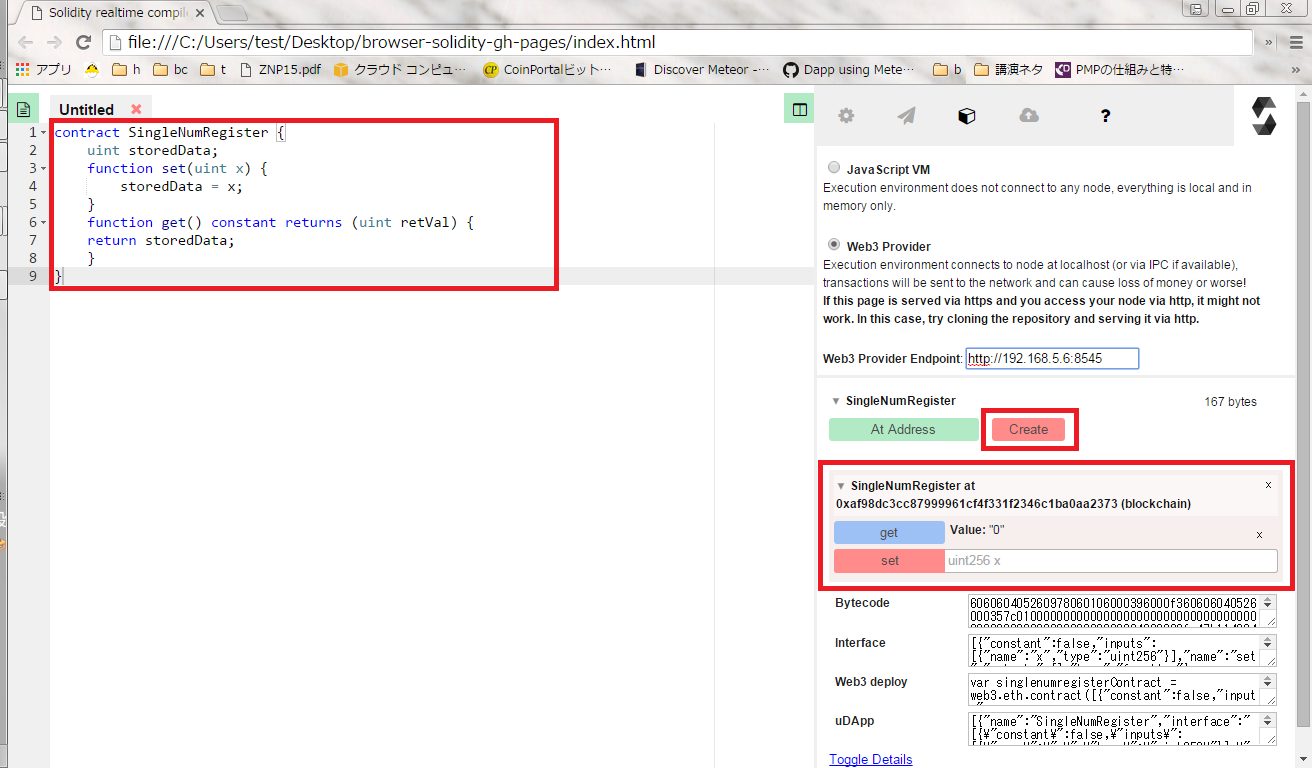 Solidity realtime compil
file:///C:/Users/test/Desktop/browser-solidity-gh-pages/index.html
アプリ h bc t ZNP15.pdf クラウド コンピュー… CoinPortalビット… Discover Meteor -… Dapp using Mete… b 講演ネタ PMPの仕組みと特…
Untitled
1 contract SingleNumRegister {
2 uint storedData;
3 function set(uint x) {
4 storedData = x;
5 }
6 function get() constant returns (uint retVal) {
7 return storedData;
8 }
9 }
?
JavaScript VM
Execution environment does not connect to any node, everything is local and in
memory only.
Web3 Provider
Execution environment connects to node at localhost (or via IPC if available),
transactions will be sent to the network and can cause loss of money or worse!
If this page is served via https and you access your node via http, it might not
work. In this case, try cloning the repository and serving it via http.
Web3 Provider Endpoint: http://192.168.5.6:8545
SingleNumRegister 167 bytes
At Address Create
SingleNumRegister at x
0xaf98dc3cc87999961cf4f331f2346c1ba0aa2373 (blockchain)
get Value: "0" x
set uint256 x
Bytecode
606060405260978060106000396000f360606040526
Interface
[{"constant":false,"inputs":
[{"name":"x","type":"uint256"}],"name":"set
Web3 deploy
var singlenumregisterContract =
web3.eth.contract([{"constant":false,"input
uDApp
[{"name":"SingleNumRegister","interface":"
[{¥"constant¥":false,¥"inputs¥":
Toggle Details